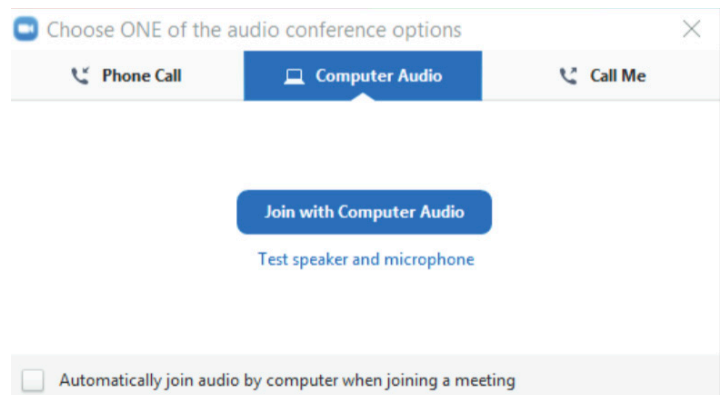 Choose ONE of the audio conference options
Phone Call
Computer Audio
Call Me
Join with Computer Audio
Test speaker and microphone
Automatically join audio by computer when joining a meeting